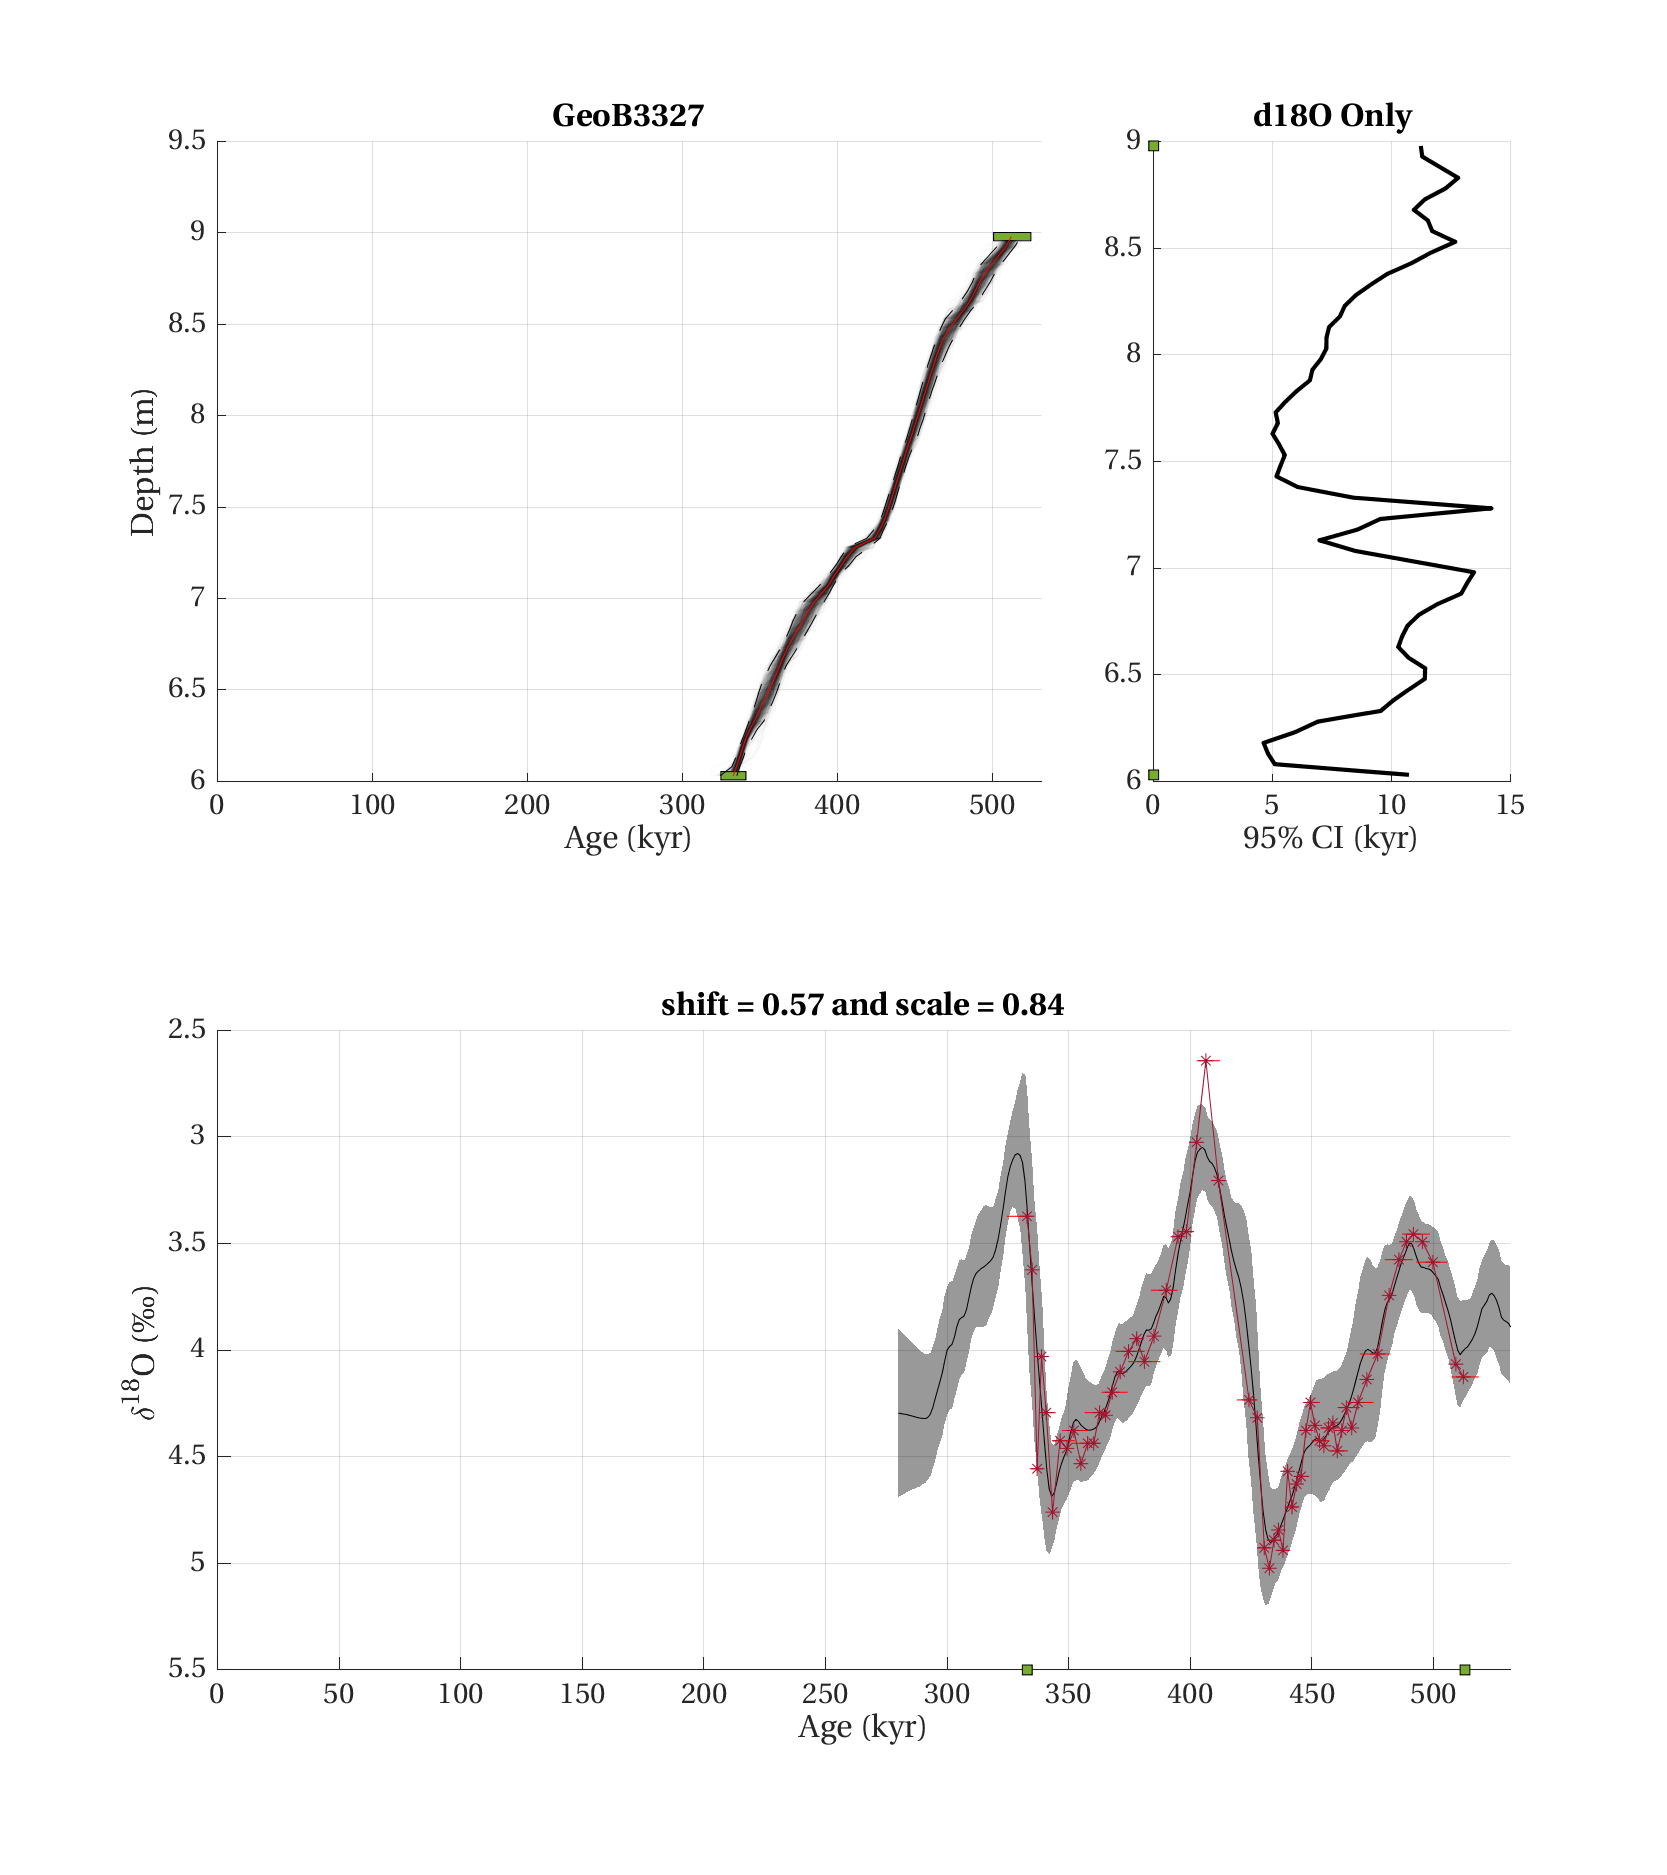 GeoB3327
d18O Only
9.5
9
8.5
8
7.5
7
6.5
6
Depth (m)
0 100 200 300 400 500
Age (kyr)
9
8.5
8
7.5
7
6.5
6
0 5 10 15
95% CI (kyr)
shift = 0.57 and scale = 0.84
2.5
3
3.5
4
4.5
5
5.5
δ¹⁸O (‰)
0 50 100 150 200 250 300 350 400 450 500
Age (kyr)